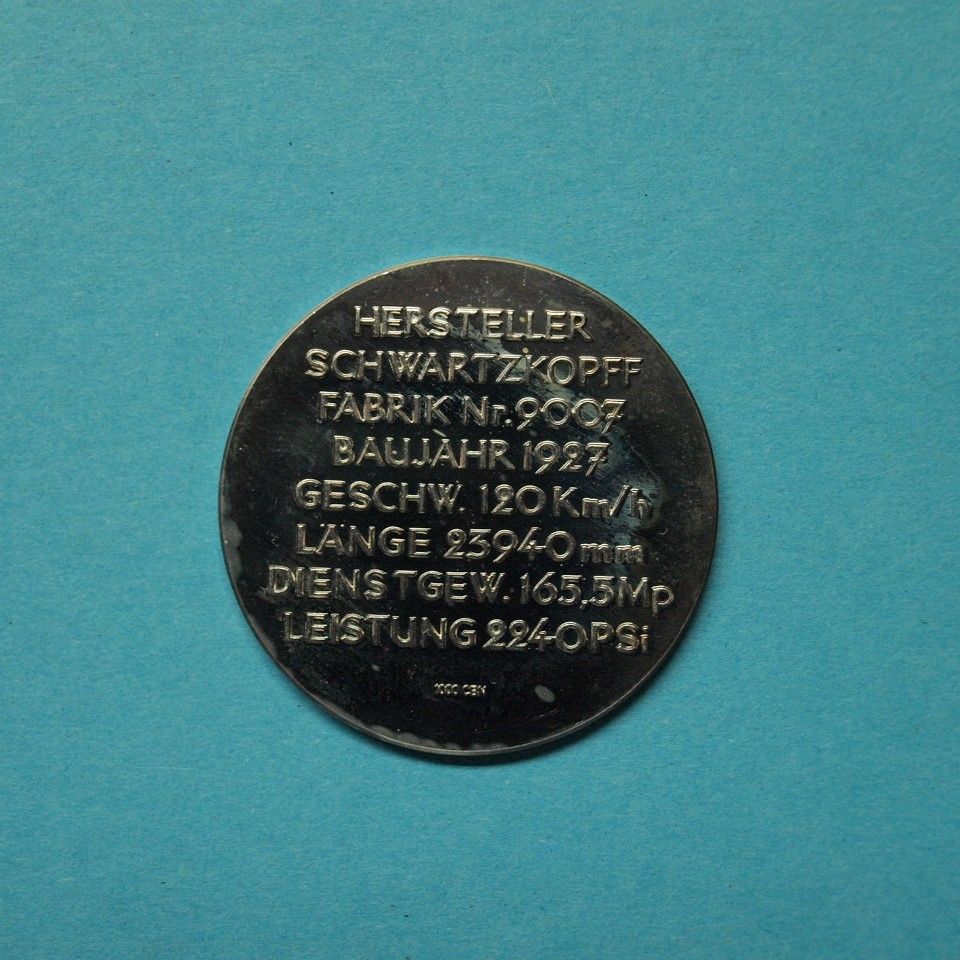 HERSTELLER
SCHWARTZKOPFF
FABRIK Nr. 9007
BAUJAHR 1927
GESCHW. 120 Km/h
LÄNGE 23940 mm
DIENSTGEW. 165,5 Mp
LEISTUNG 2240 PSi
1000 CBN